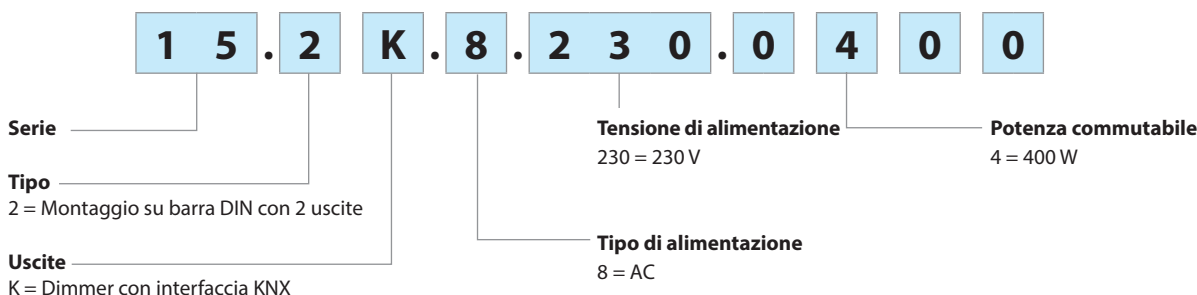 1 5 . 2 K . 8 . 2 3 0 . 0 4 0 0
Serie
Tipo
2 = Montaggio su barra DIN con 2 uscite
Uscite
K = Dimmer con interfaccia KNX
Tensione di alimentazione
230 = 230 V
Tipo di alimentazione
8 = AC
Potenza commutabile
4 = 400 W